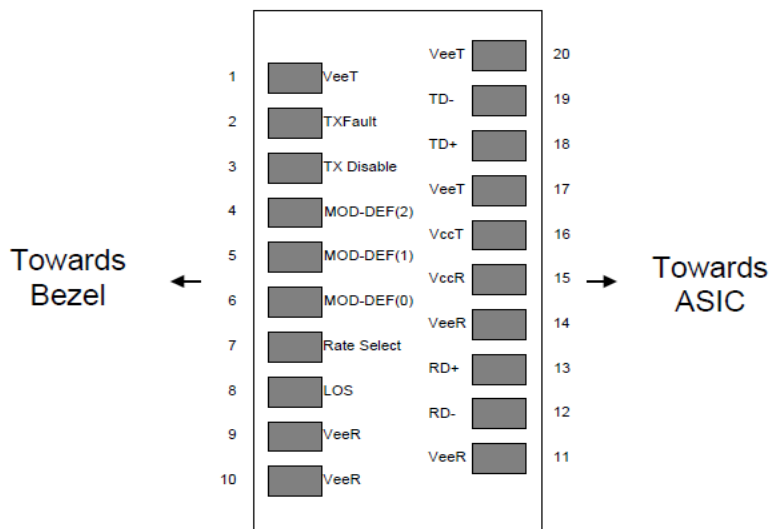 VeeT 20
1 VeeT
TD- 19
2 TXFault
TD+ 18
3 TX Disable
VeeT 17
4 MOD-DEF(2)
VccT 16
5 MOD-DEF(1)
Towards
Bezel
VccR 15
Towards
ASIC
6 MOD-DEF(0)
VeeR 14
7 Rate Select
RD+ 13
8 LOS
RD- 12
9 VeeR
VeeR 11
10 VeeR